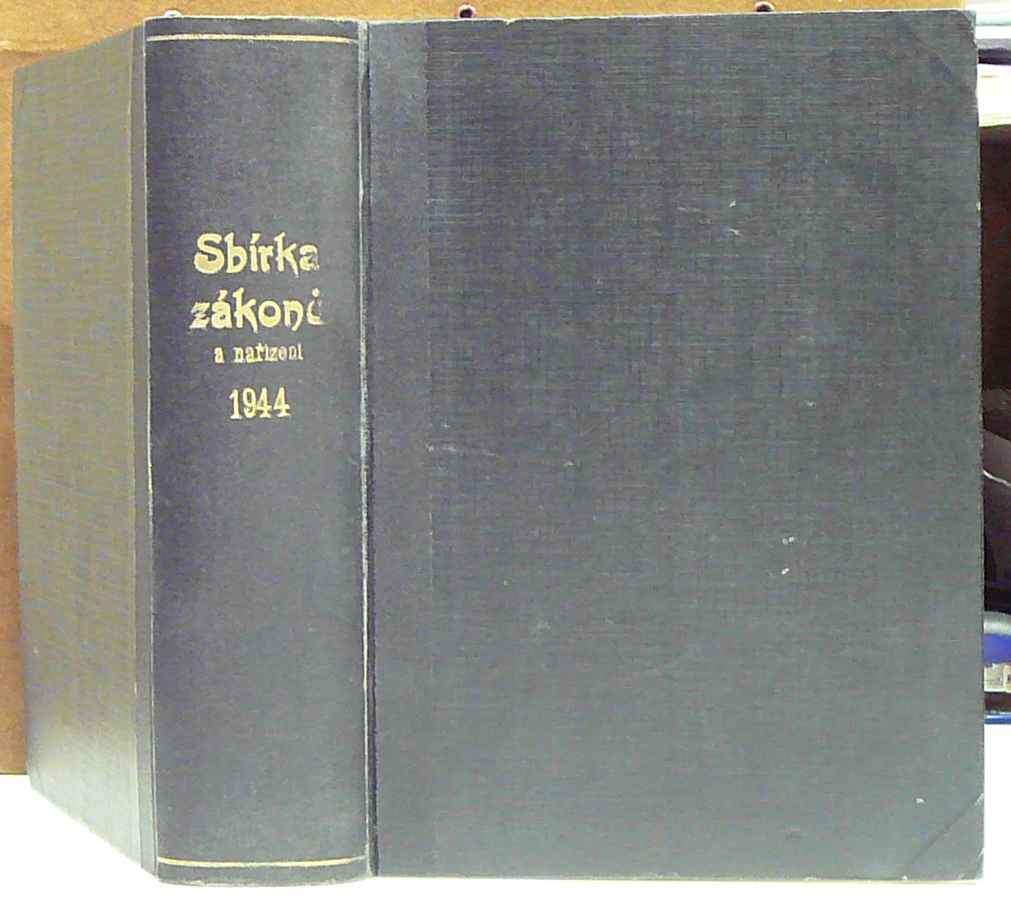 Sbírka
zákonů
a nařízení
1944